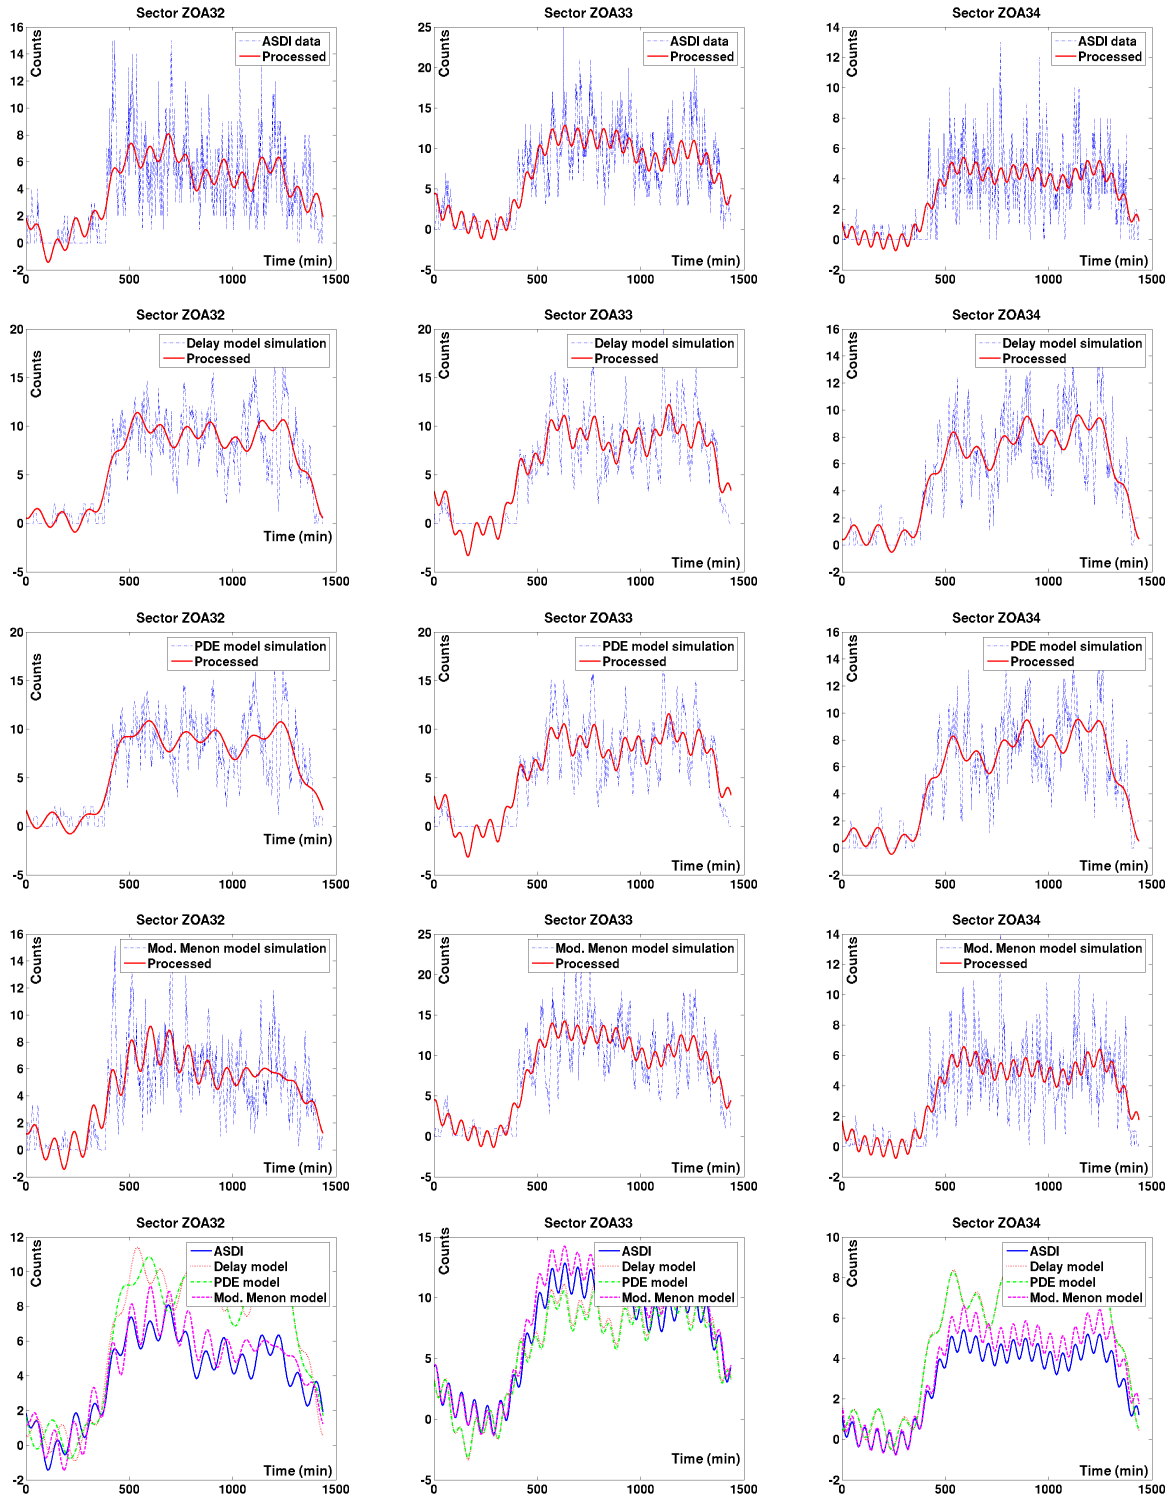 Sector ZOA32
Counts
ASDI data
Processed
16
14
12
10
8
6
4
2
0
-2
Time (min)
0 500 1000 1500
Sector ZOA33
Counts
ASDI data
Processed
25
20
15
10
5
0
-5
Time (min)
0 500 1000 1500
Sector ZOA34
Counts
ASDI data
Processed
14
12
10
8
6
4
2
0
-2
Time (min)
0 500 1000 1500
Sector ZOA32
Counts
Delay model simulation
Processed
20
15
10
5
0
-5
Time (min)
0 500 1000 1500
Sector ZOA33
Counts
Delay model simulation
Processed
20
15
10
5
0
-5
Time (min)
0 500 1000 1500
Sector ZOA34
Counts
Delay model simulation
Processed
16
14
12
10
8
6
4
2
0
-2
Time (min)
0 500 1000 1500
Sector ZOA32
Counts
PDE model simulation
Processed
20
15
10
5
0
-5
Time (min)
0 500 1000 1500
Sector ZOA33
Counts
PDE model simulation
Processed
20
15
10
5
0
-5
Time (min)
0 500 1000 1500
Sector ZOA34
Counts
PDE model simulation
Processed
16
14
12
10
8
6
4
2
0
-2
Time (min)
0 500 1000 1500
Sector ZOA32
Counts
Mod. Menon model simulation
Processed
16
14
12
10
8
6
4
2
0
-2
Time (min)
0 500 1000 1500
Sector ZOA33
Counts
Mod. Menon model simulation
Processed
25
20
15
10
5
0
-5
Time (min)
0 500 1000 1500
Sector ZOA34
Counts
Mod. Menon model simulation
Processed
14
12
10
8
6
4
2
0
-2
Time (min)
0 500 1000 1500
Sector ZOA32
Counts
ASDI
Delay model
PDE model
Mod. Menon model
12
10
8
6
4
2
0
-2
Time (min)
0 500 1000 1500
Sector ZOA33
Counts
ASDI
Delay model
PDE model
Mod. Menon model
15
10
5
0
-5
Time (min)
0 500 1000 1500
Sector ZOA34
Counts
ASDI
Delay model
PDE model
Mod. Menon model
10
8
6
4
2
0
-2
Time (min)
0 500 1000 1500